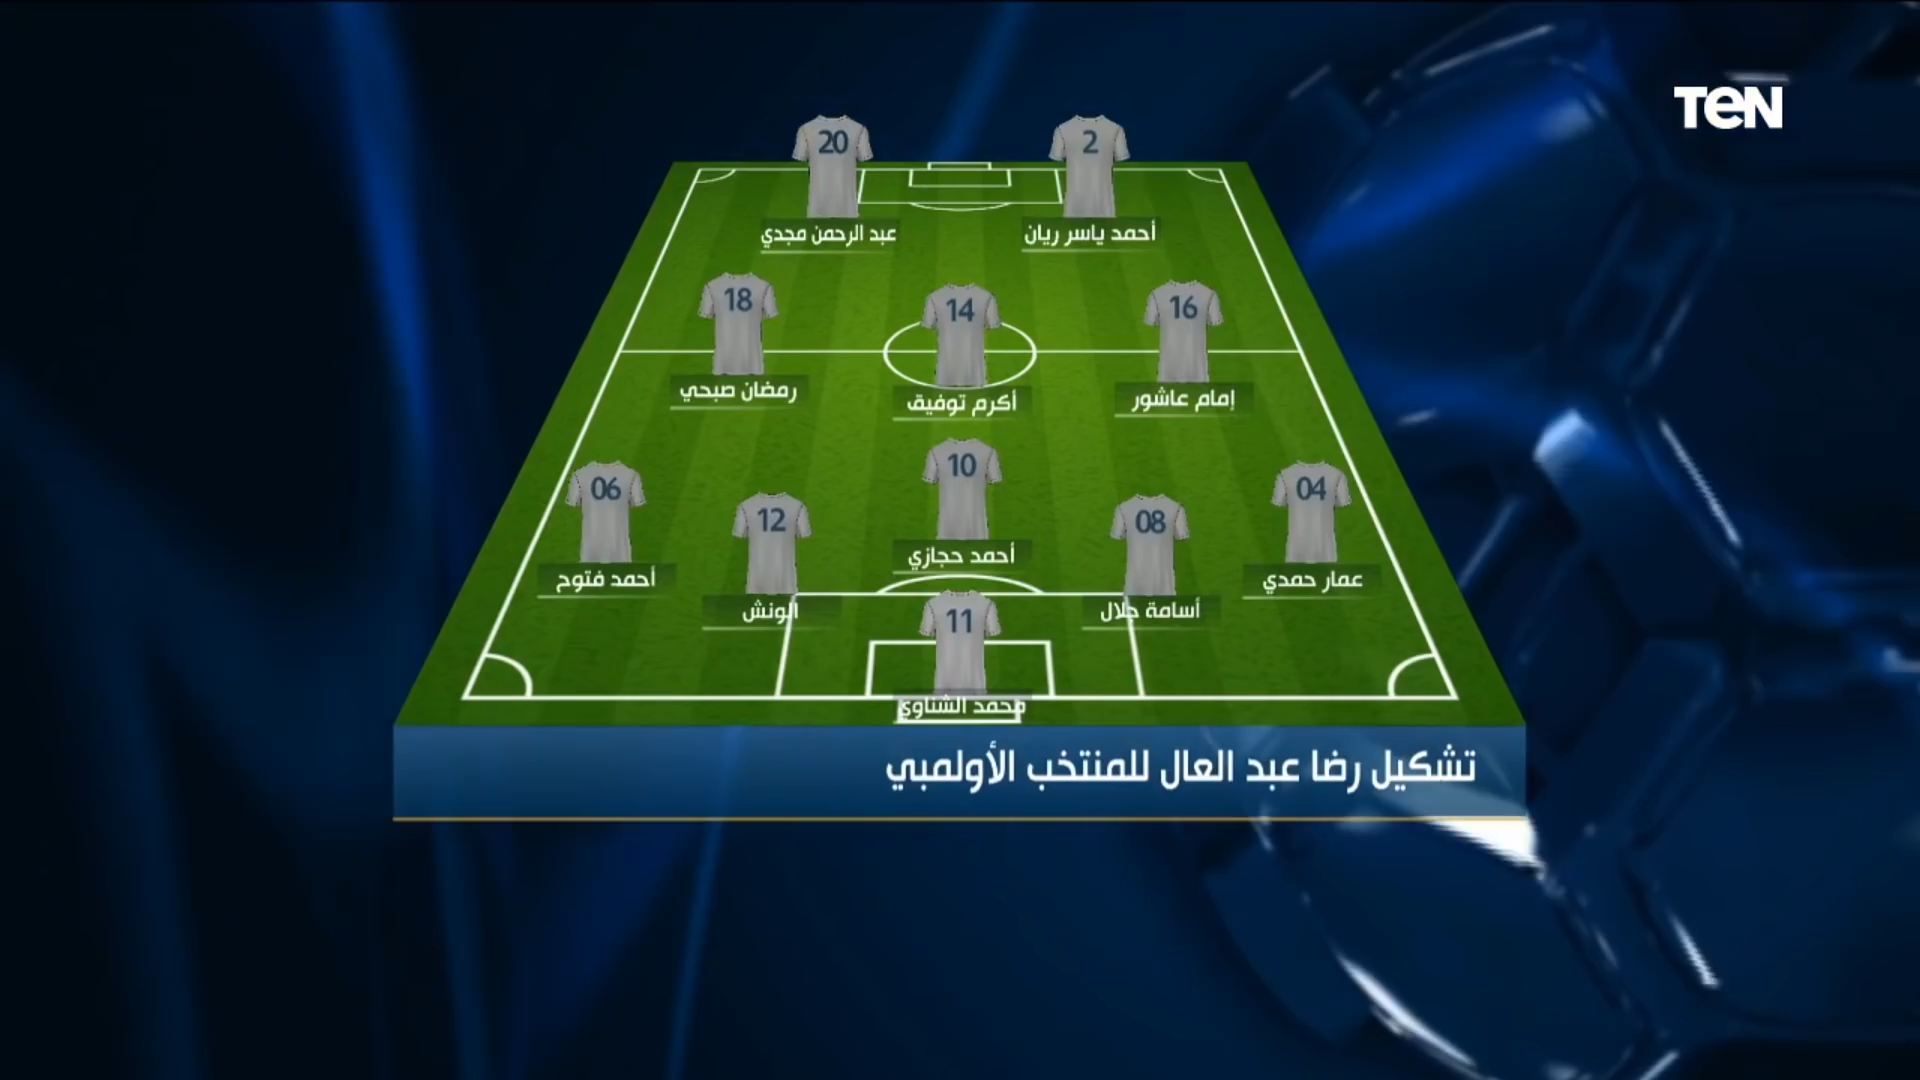 TEN
20
2
عبد الرحمن مجدي
أحمد ياسر ريان
18
14
16
رمضان صبحي
أكرم توفيق
إمام عاشور
06
12
10
08
04
أحمد فتوح
الونش
أحمد حجازي
أسامة جلال
عمار حمدي
11
محمد الشناوي
تشكيل رضا عبد العال للمنتخب الأولمبي